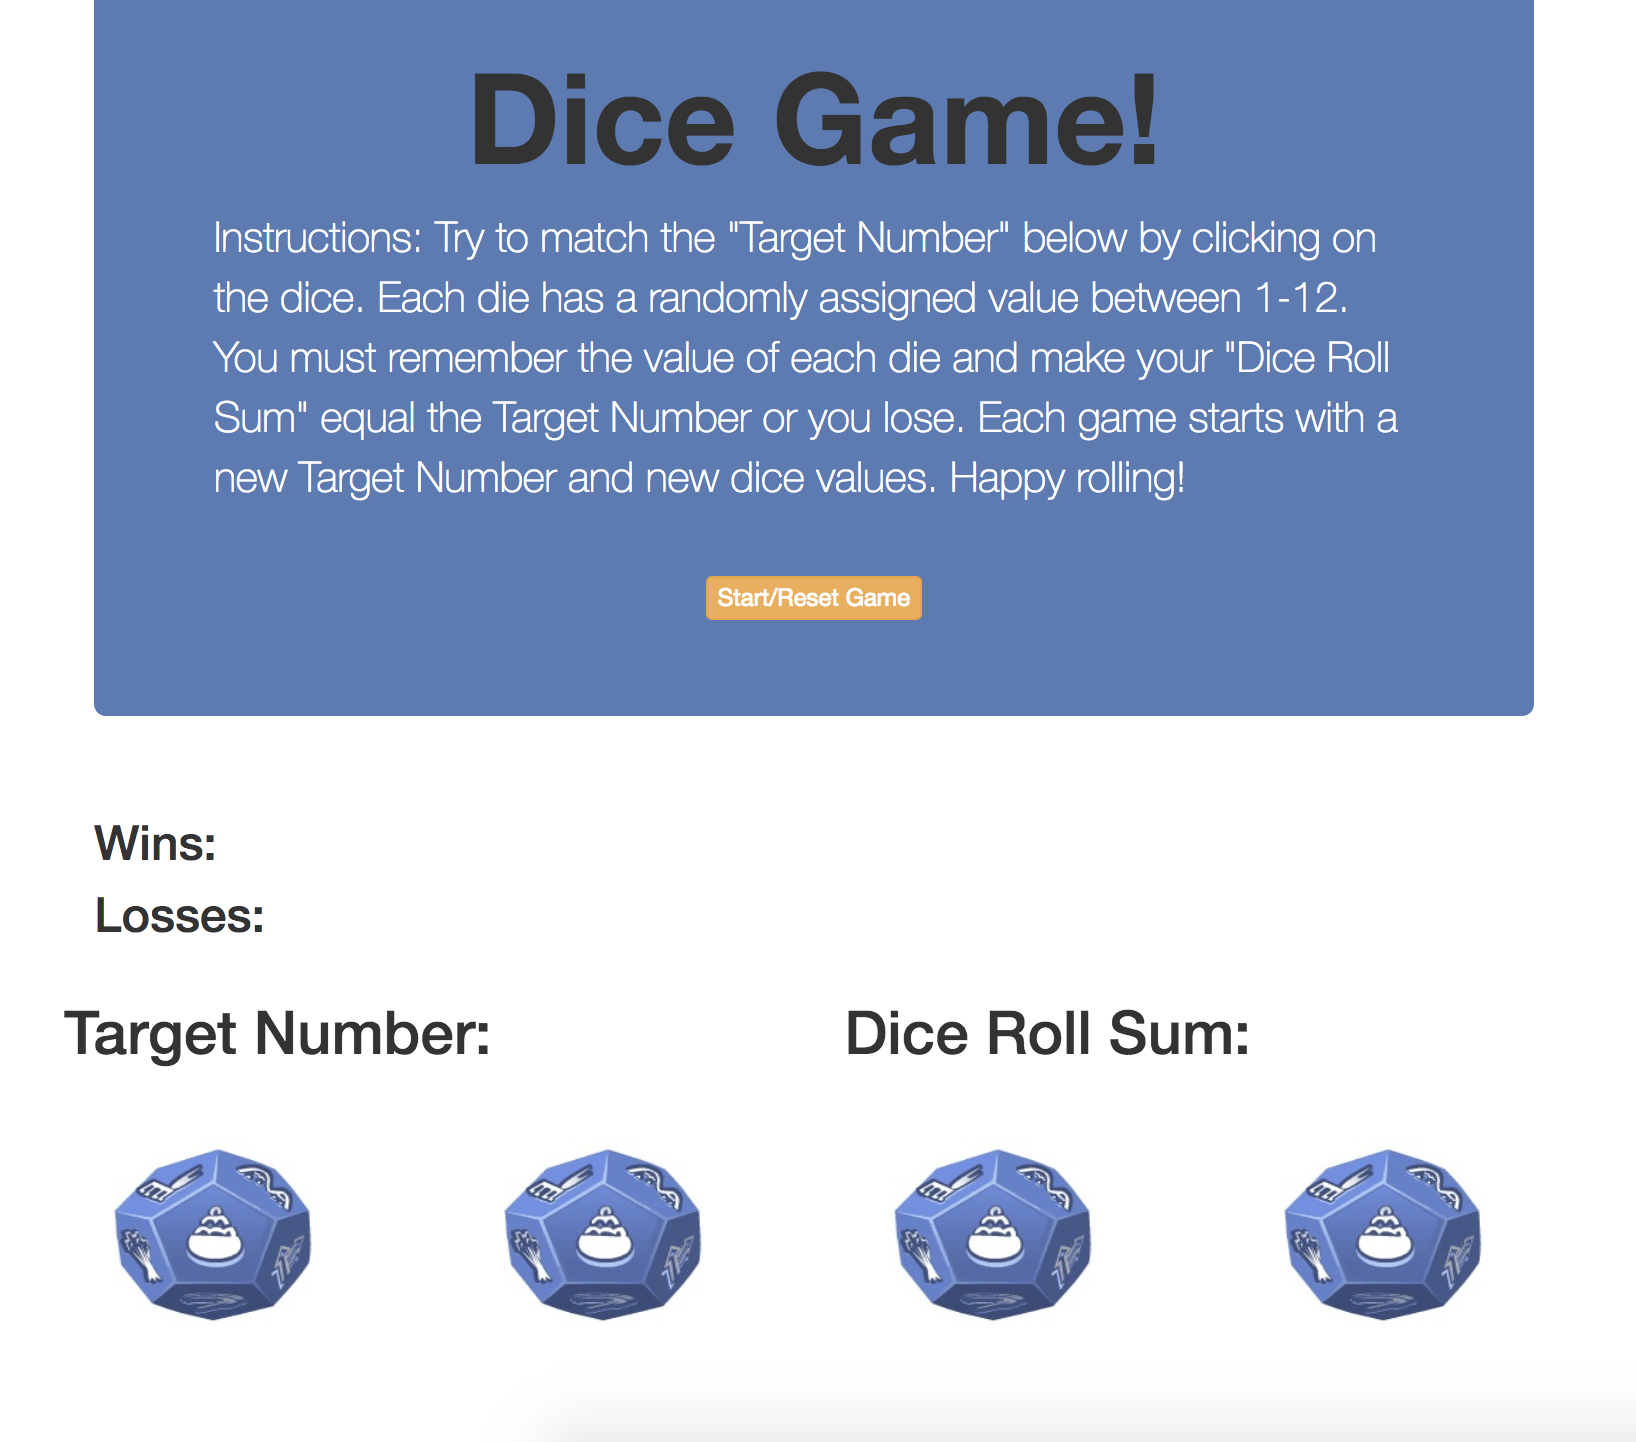 Dice Game!
Instructions: Try to match the "Target Number" below by clicking on
the dice. Each die has a randomly assigned value between 1-12.
You must remember the value of each die and make your "Dice Roll
Sum" equal the Target Number or you lose. Each game starts with a
new Target Number and new dice values. Happy rolling!
Start/Reset Game
Wins:
Losses:
Target Number:
Dice Roll Sum: